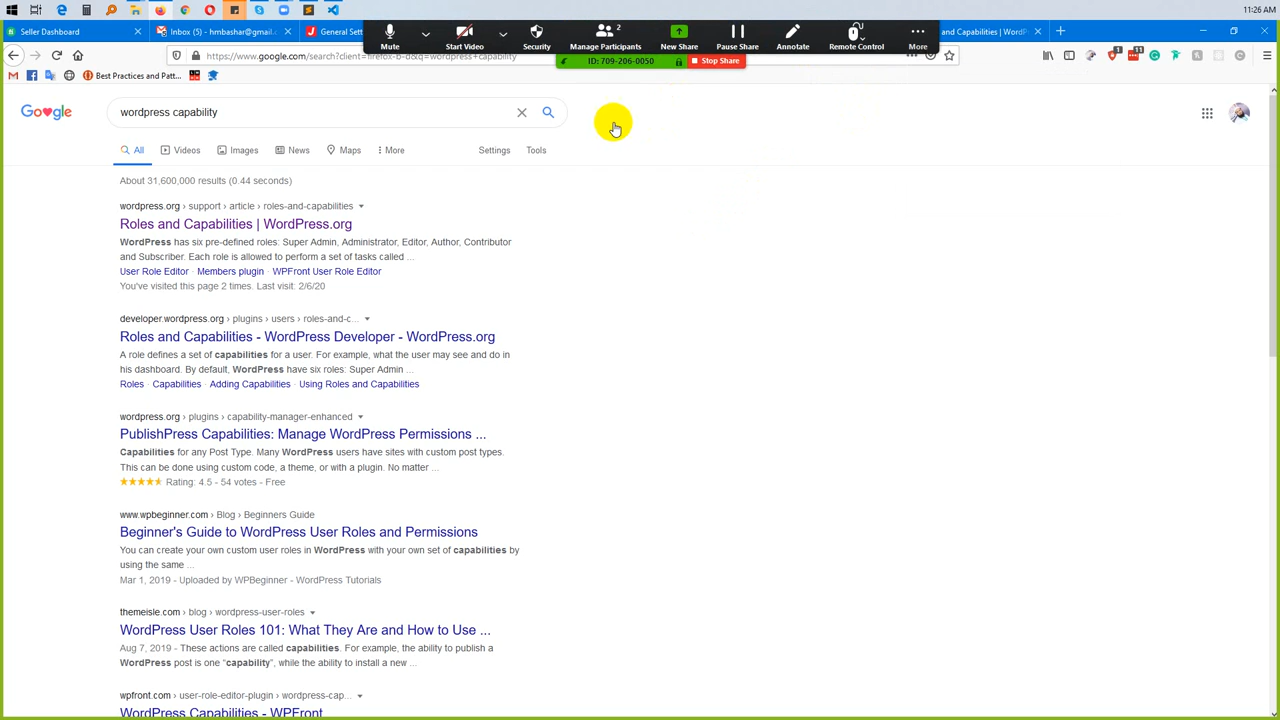 11:26 AM
Seller Dashboard
Inbox (3) - hmbashar@gmail.c
General Sett
and Capabilities | WordP
Mute
Start Video
Security
2
Manage Participants
New Share
Pause Share
Annotate
Remote Control
More
https://www.google.com/search?client=firefox-b-d&q=wordpress+capability
ID: 709-206-0050
Stop Share
Best Practices and Patt
wordpress capability
Google
All
Videos
Images
News
Maps
More
Settings
Tools
About 31,600,000 results (0.44 seconds)
wordpress.org › support › article › roles-and-capabilities
Roles and Capabilities | WordPress.org
WordPress has six pre-defined roles: Super Admin, Administrator, Editor, Author, Contributor
and Subscriber. Each role is allowed to perform a set of tasks called ...
User Role Editor · Members plugin · WPFront User Role Editor
You've visited this page 2 times. Last visit: 2/6/20
developer.wordpress.org › plugins › users › roles-and-c...
Roles and Capabilities - WordPress Developer - WordPress.org
A role defines a set of capabilities for a user. For example, what the user may see and do in
his dashboard. By default, WordPress have six roles: Super Admin ...
Roles · Capabilities · Adding Capabilities · Using Roles and Capabilities
wordpress.org › plugins › capability-manager-enhanced
PublishPress Capabilities: Manage WordPress Permissions ...
Capabilities for any Post Type. Many WordPress users have sites with custom post types.
This can be done using custom code, a theme, or with a plugin. No matter ...
Rating: 4.5 - 54 votes - Free
www.wpbeginner.com › Blog › Beginners Guide
Beginner's Guide to WordPress User Roles and Permissions
You can create your own custom user roles in WordPress with your own set of capabilities by
using the same ...
Mar 1, 2019 - Uploaded by WPBeginner - WordPress Tutorials
themeisle.com › blog › wordpress-user-roles
WordPress User Roles 101: What They Are and How to Use ...
Aug 7, 2019 - These actions are called capabilities. For example, the ability to publish a
WordPress post is one "capability", while the ability to install a new ...
wpfront.com › user-role-editor-plugin › wordpress-cap...
WordPress Capabilities - WPFront